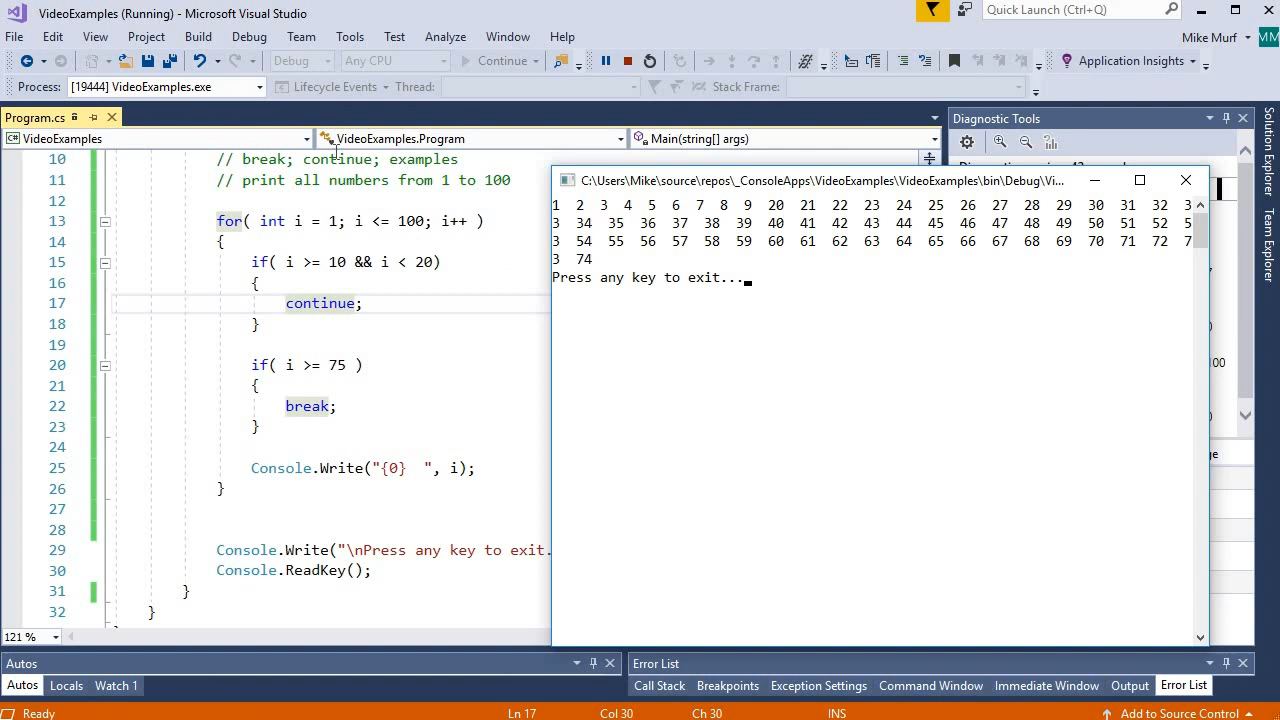 VideoExamples (Running) - Microsoft Visual Studio
Quick Launch (Ctrl+Q)
File Edit View Project Build Debug Team Tools Test Analyze Window Help
Mike Murf MM
Debug Any CPU Continue Application Insights
Process: [19444] VideoExamples.exe Lifecycle Events Thread: Stack Frame:
Program.cs
Diagnostic Tools
VideoExamples VideoExamples.Program Main(string[] args)
10 // break; continue; examples
11 // print all numbers from 1 to 100
12
13 for( int i = 1; i <= 100; i++ )
14 {
15 if( i >= 10 && i < 20)
16 {
17 continue;
18 }
19
20 if( i >= 75 )
21 {
22 break;
23 }
24
25 Console.Write("{0}  ", i);
26 }
27
28
29 Console.Write("\nPress any key to exit.
30 Console.ReadKey();
31 }
32 }
C:\Users\Mike\source\repos\_ConsoleApps\VideoExamples\VideoExamples\bin\Debug\Vi...
1 2 3 4 5 6 7 8 9 20 21 22 23 24 25 26 27 28 29 30 31 32 3
3 34 35 36 37 38 39 40 41 42 43 44 45 46 47 48 49 50 51 52 5
3 54 55 56 57 58 59 60 61 62 63 64 65 66 67 68 69 70 71 72 7
3 74
Press any key to exit...
Solution Explorer
Team Explorer
121 %
Autos
Autos Locals Watch 1
Error List
Call Stack Breakpoints Exception Settings Command Window Immediate Window Output Error List
Ready Ln 17 Col 30 Ch 30 INS Add to Source Control